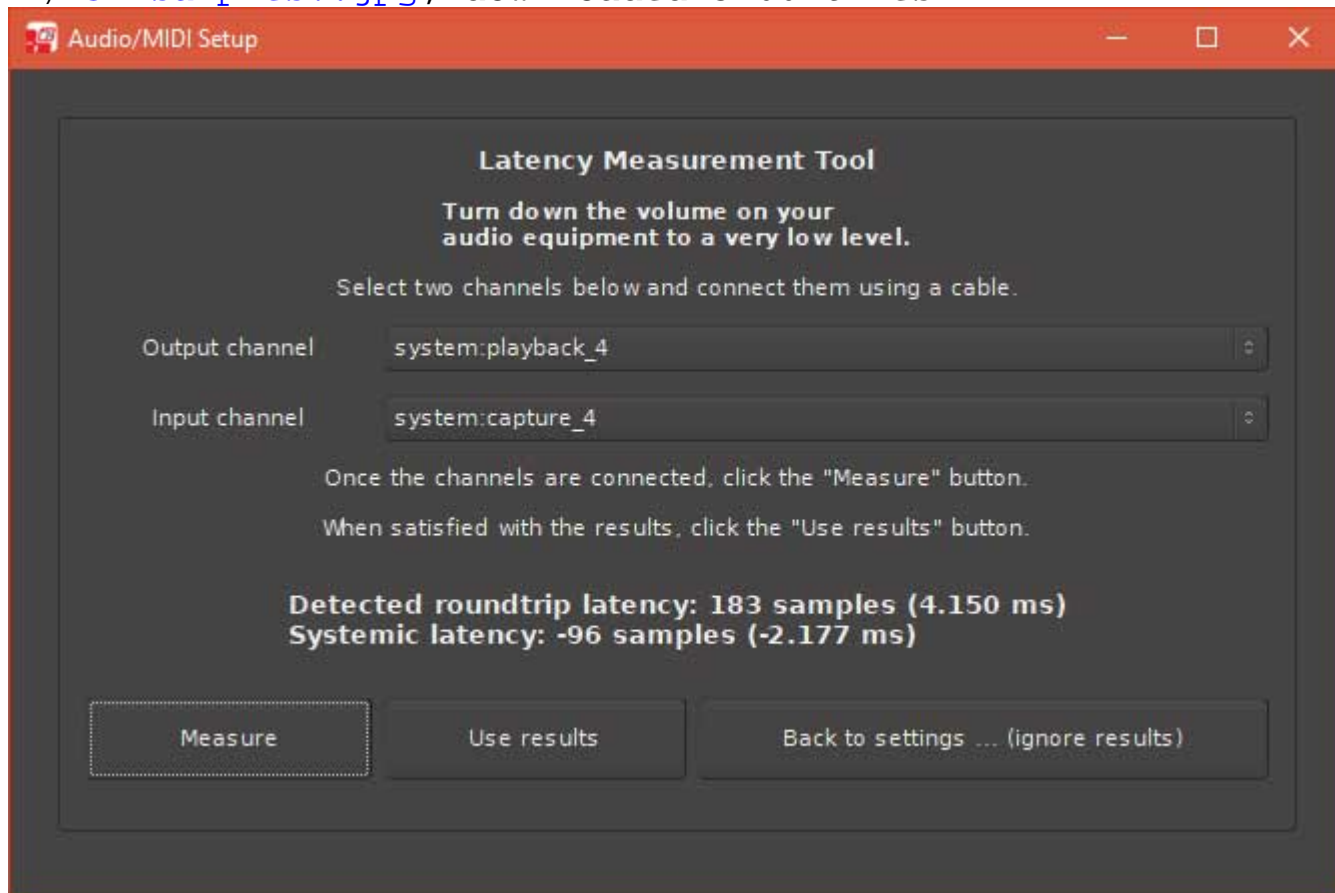 Audio/MIDI Setup
Latency Measurement Tool
Turn down the volume on your
audio equipment to a very low level.
Select two channels below and connect them using a cable.
Output channel system:playback_4
Input channel system:capture_4
Once the channels are connected, click the "Measure" button.
When satisfied with the results, click the "Use results" button.
Detected roundtrip latency: 183 samples (4.150 ms)
Systemic latency: -96 samples (-2.177 ms)
Measure Use results Back to settings ... (ignore results)